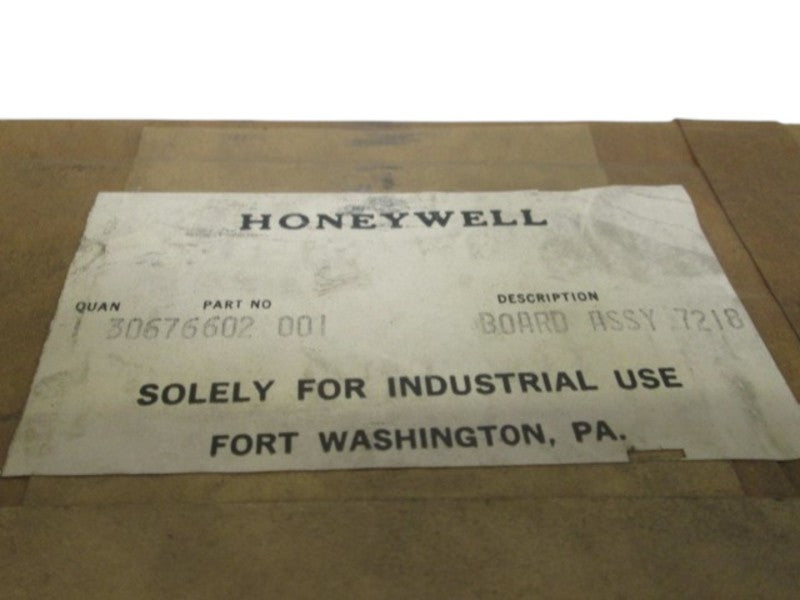 HONEYWELL
QUAN PART NO DESCRIPTION
1 30676602 001 BOARD ASSY 7218
SOLELY FOR INDUSTRIAL USE
FORT WASHINGTON, PA.